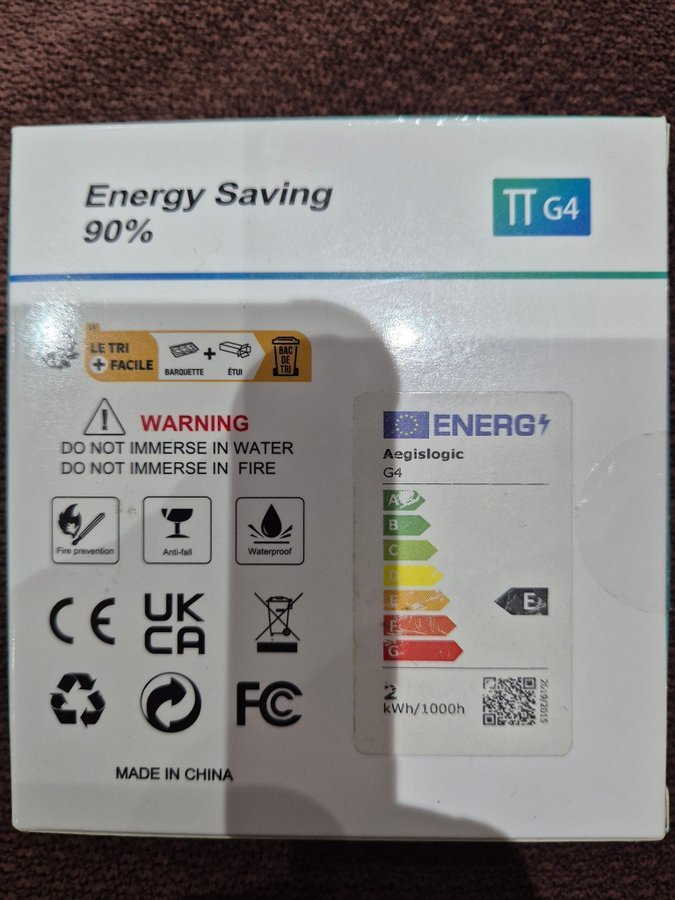 Energy Saving
90%
G4
LE TRI
+ FACILE
BARQUETTE
+
ÉTUI
BAC
DE
TRI
WARNING
DO NOT IMMERSE IN WATER
DO NOT IMMERSE IN FIRE
Fire prevention
Anti-fall
Waterproof
CE
UK
CA
FC
MADE IN CHINA
ENERG
Aegislogic
G4
A
B
C
D
E
F
G
E
2
kWh/1000h
2019/2015